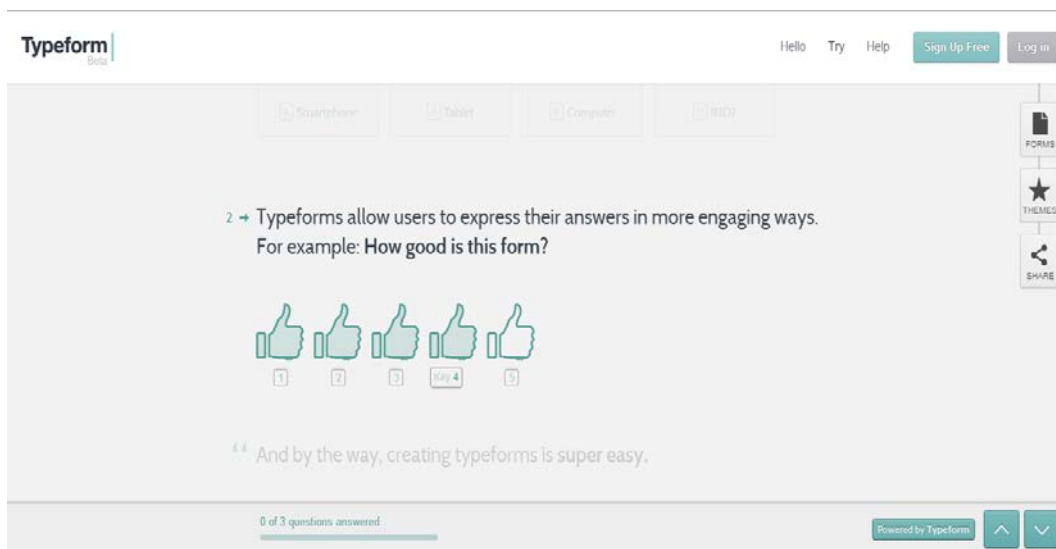 Typeform
Beta
Hello Try Help Sign Up Free Log in
Smartphone Tablet Computer
FORMS
THEMES
SHARE
2 Typeforms allow users to express their answers in more engaging ways.
For example: How good is this form?
1 2 3 Key 4 5
“ And by the way, creating typeforms is super easy.
0 of 3 questions answered
Powered by Typeform